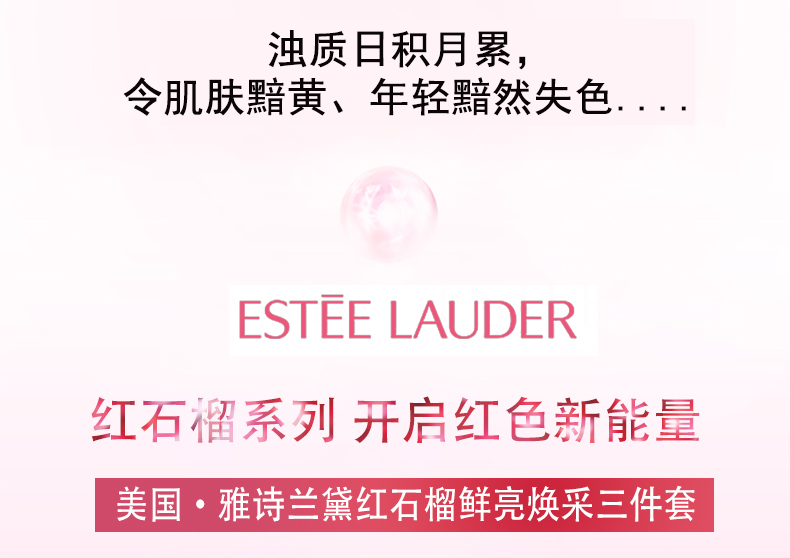 浊质日积月累，
令肌肤黯黄、年轻黯然失色....
ESTĒE LAUDER
红石榴系列 开启红色新能量
美国·雅诗兰黛红石榴鲜亮焕采三件套